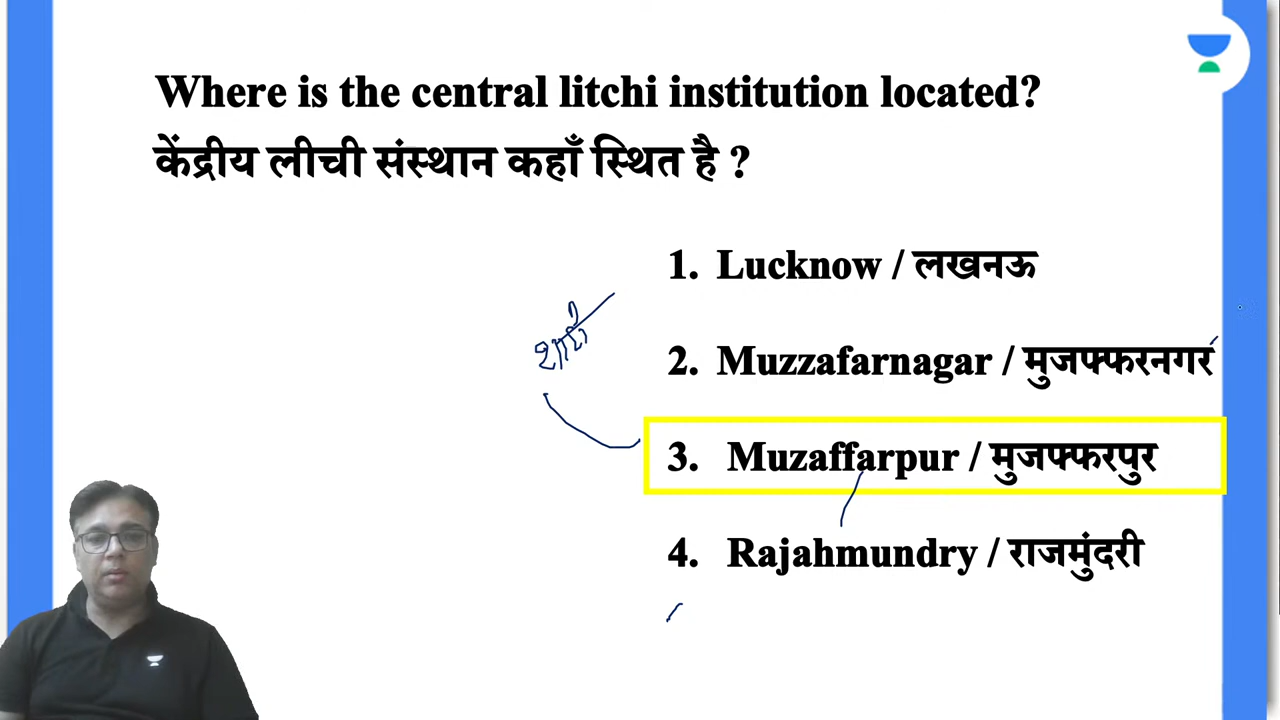 Where is the central litchi institution located?
केंद्रीय लीची संस्थान कहाँ स्थित है ?
1. Lucknow / लखनऊ
2. Muzzafarnagar / मुजफ्फरनगर
शाही
3. Muzaffarpur / मुजफ्फरपुर
4. Rajahmundry / राजमुंदरी